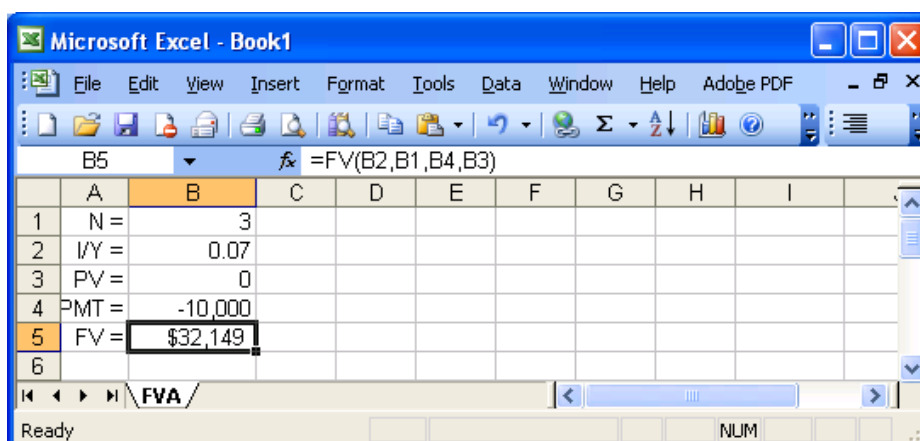 Microsoft Excel - Book1
File Edit View Insert Format Tools Data Window Help Adobe PDF
B5 fx =FV(B2,B1,B4,B3)
A B C D E F G H I
1 N = 3
2 I/Y = 0.07
3 PV = 0
4 PMT = -10,000
5 FV = $32,149
6
FVA
Ready NUM